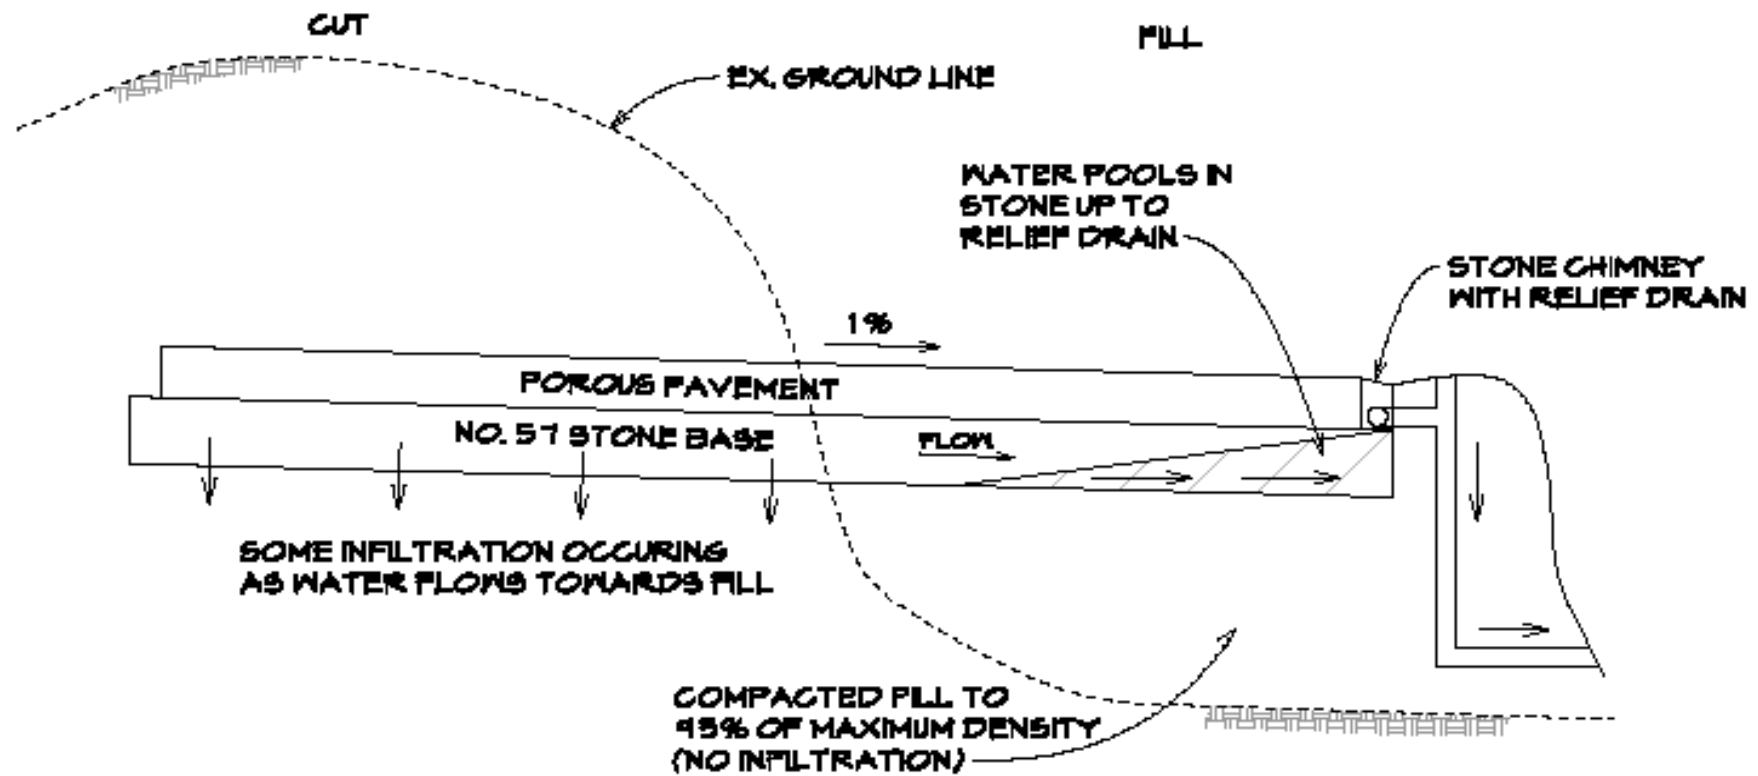 CUT
FILL
EX. GROUND LINE
WATER POOLS IN
STONE UP TO
RELIEF DRAIN
STONE CHIMNEY
WITH RELIEF DRAIN
1%
POROUS PAVEMENT
NO. 57 STONE BASE
FLOW
SOME INFILTRATION OCCURING
AS WATER FLOWS TOWARDS FILL
COMPACTED FILL TO
95% OF MAXIMUM DENSITY
(NO INFILTRATION)